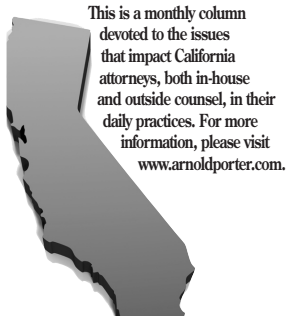 This is a monthly column
devoted to the issues
that impact California
attorneys, both in-house
and outside counsel, in their
daily practices. For more
information, please visit
www.arnoldporter.com.